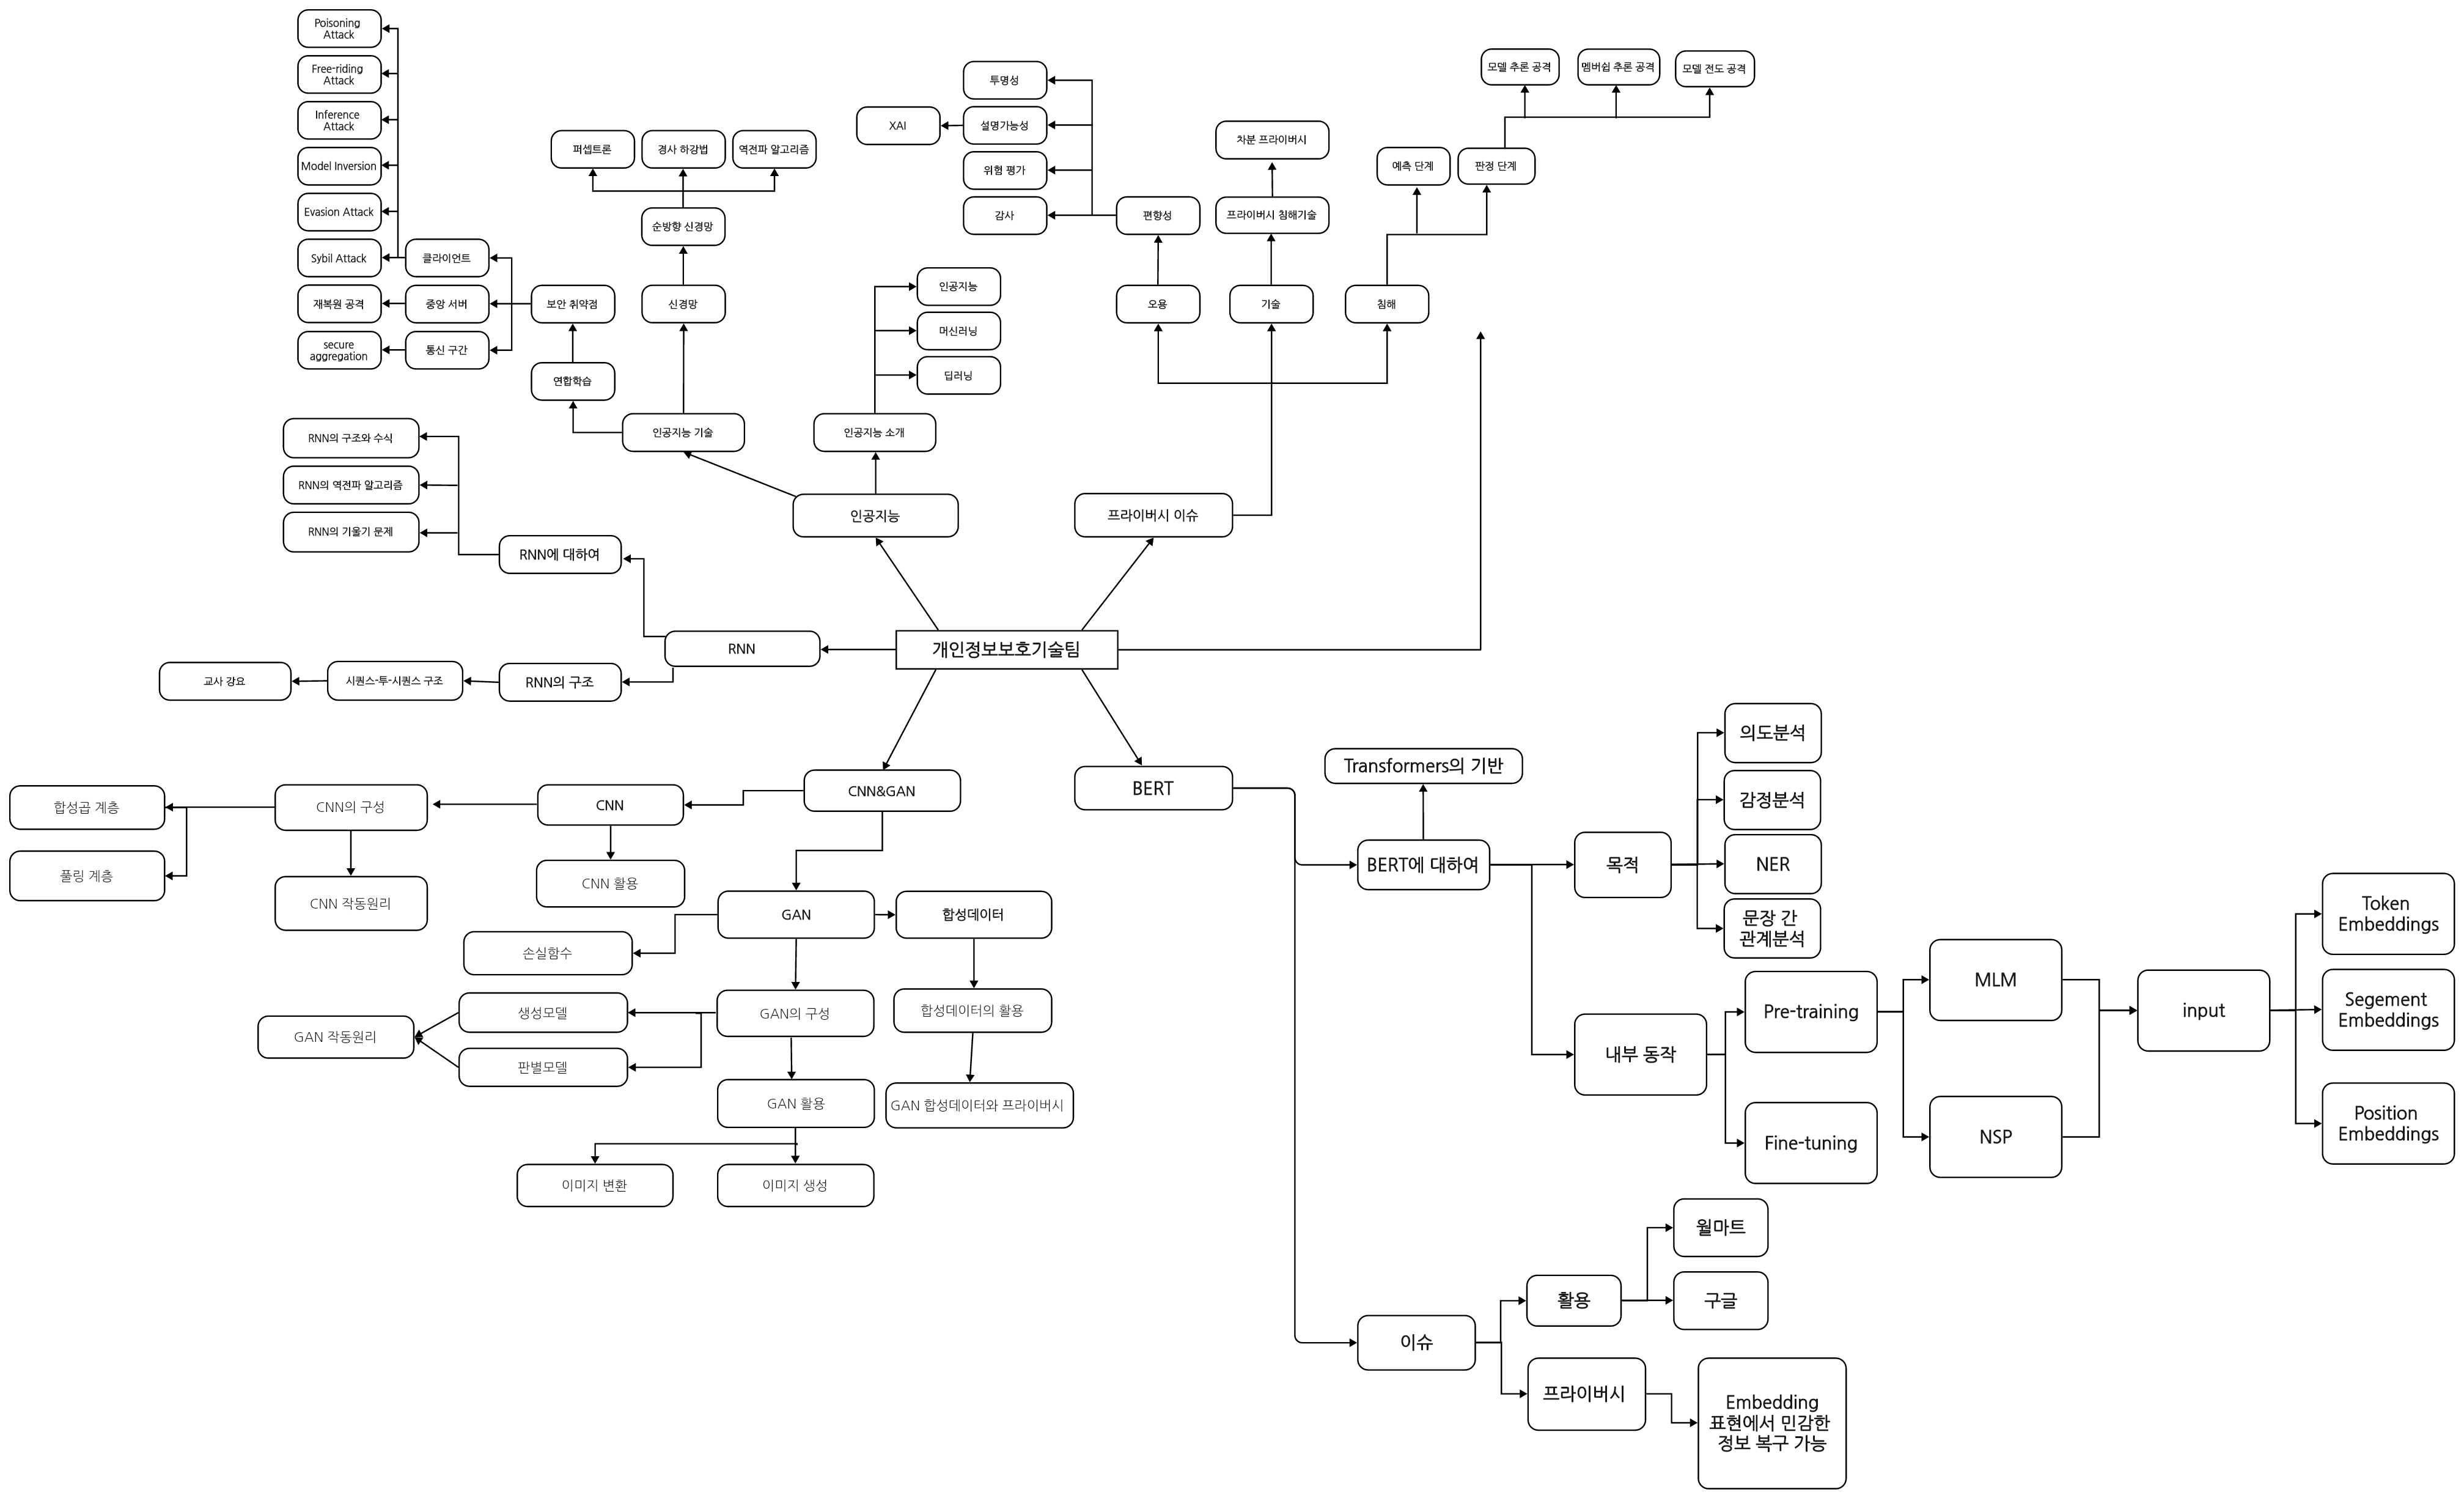 Poisoning
Attack
Free-riding
Attack
Inference
Attack
Model Inversion
Evasion Attack
Sybil Attack
클라이언트
재복원 공격
중앙 서버
보안 취약점
secure
aggregation
통신 구간
연합학습
퍼셉트론
경사 하강법
역전파 알고리즘
순방향 신경망
신경망
인공지능 기술
인공지능
머신러닝
딥러닝
인공지능 소개
인공지능
투명성
XAI
설명가능성
위험 평가
감사
편향성
오용
차분 프라이버시
프라이버시 침해기술
기술
모델 추론 공격
멤버쉽 추론 공격
모델 전도 공격
예측 단계
판정 단계
침해
프라이버시 이슈
RNN의 구조와 수식
RNN의 역전파 알고리즘
RNN의 기울기 문제
RNN에 대하여
RNN
개인정보보호기술팀
교사 강요
시퀀스-투-시퀀스 구조
RNN의 구조
합성곱 계층
CNN의 구성
CNN
CNN&GAN
풀링 계층
CNN 작동원리
CNN 활용
GAN
합성데이터
손실함수
생성모델
GAN의 구성
합성데이터의 활용
GAN 작동원리
판별모델
GAN 활용
GAN 합성데이터와 프라이버시
이미지 변환
이미지 생성
BERT
Transformers의 기반
BERT에 대하여
목적
의도분석
감정분석
NER
문장 간
관계분석
내부 동작
Pre-training
Fine-tuning
MLM
NSP
input
Token
Embeddings
Segement
Embeddings
Position
Embeddings
이슈
활용
월마트
구글
프라이버시
Embedding
표현에서 민감한
정보 복구 가능